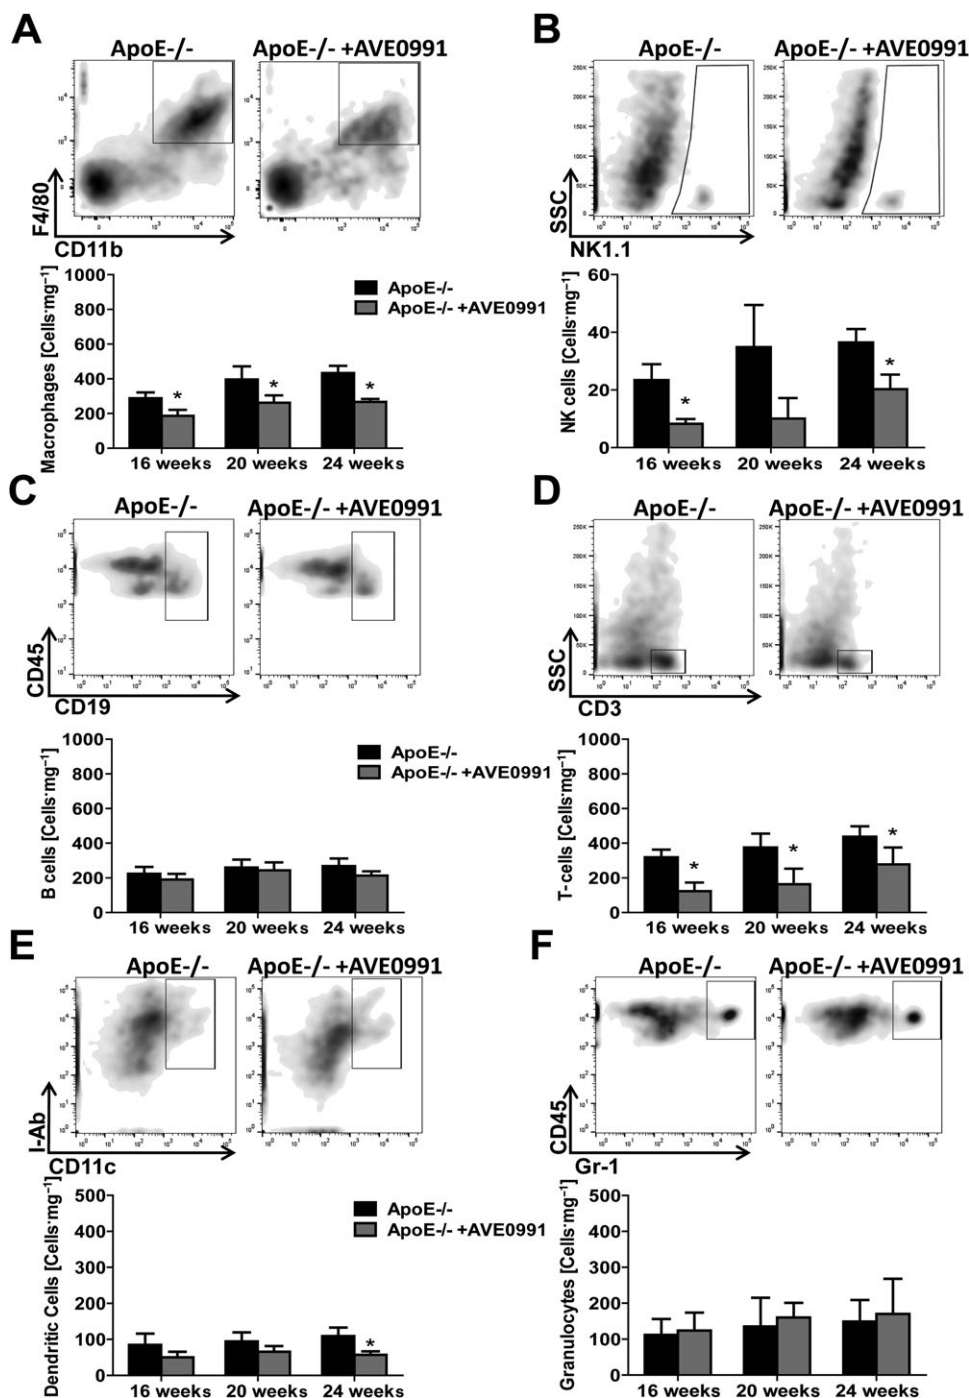 A
B
ApoE-/-
ApoE-/- +AVE0991
ApoE-/-
ApoE-/- +AVE0991
F4/80
CD11b
SSC
NK1.1
250K
200K
150K
100K
50K
0
Macrophages [Cells·mg⁻¹]
1000
800
600
400
200
0
ApoE-/-
ApoE-/- +AVE0991
*
*
*
16 weeks
20 weeks
24 weeks
NK cells [Cells·mg⁻¹]
60
40
20
0
*
*
16 weeks
20 weeks
24 weeks
C
D
ApoE-/-
ApoE-/- +AVE0991
ApoE-/-
ApoE-/- +AVE0991
CD45
CD19
SSC
CD3
B cells [Cells·mg⁻¹]
1000
800
600
400
200
0
ApoE-/-
ApoE-/- +AVE0991
16 weeks
20 weeks
24 weeks
T-cells [Cells·mg⁻¹]
1000
800
600
400
200
0
*
*
*
16 weeks
20 weeks
24 weeks
E
F
ApoE-/-
ApoE-/- +AVE0991
ApoE-/-
ApoE-/- +AVE0991
I-Ab
CD11c
CD45
Gr-1
Dendritic Cells [Cells·mg⁻¹]
500
400
300
200
100
0
ApoE-/-
ApoE-/- +AVE0991
*
16 weeks
20 weeks
24 weeks
Granulocytes [Cells·mg⁻¹]
500
400
300
200
100
0
16 weeks
20 weeks
24 weeks